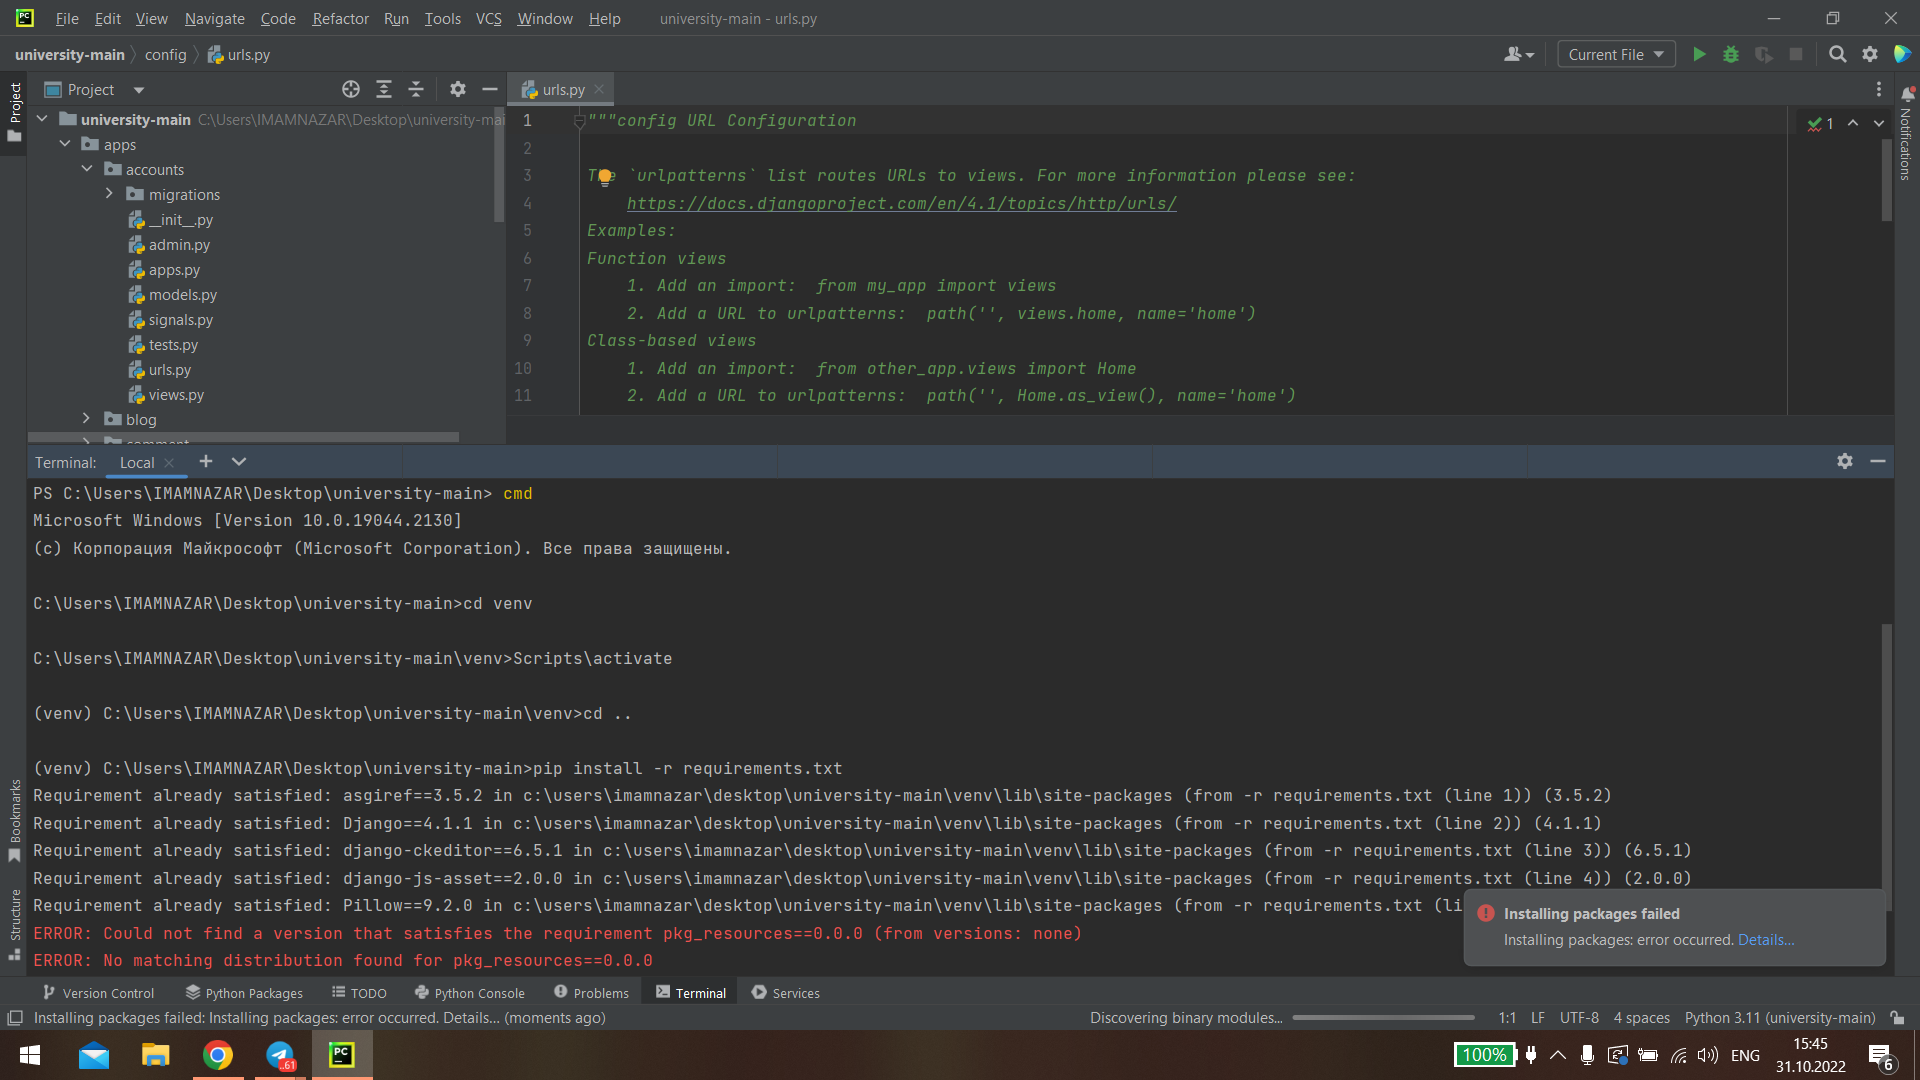 PC File Edit View Navigate Code Refactor Run Tools VCS Window Help university-main - urls.py
university-main config urls.py Current File
Project
Project urls.py
university-main C:\Users\IMAMNAZAR\Desktop\university-mai
apps
accounts
migrations
__init__.py
admin.py
apps.py
models.py
signals.py
tests.py
urls.py
views.py
blog
comment
1 """config URL Configuration
2
3 The `urlpatterns` list routes URLs to views. For more information please see:
4 https://docs.djangoproject.com/en/4.1/topics/http/urls/
5 Examples:
6 Function views
7 1. Add an import:  from my_app import views
8 2. Add a URL to urlpatterns:  path('', views.home, name='home')
9 Class-based views
10 1. Add an import:  from other_app.views import Home
11 2. Add a URL to urlpatterns:  path('', Home.as_view(), name='home')
1
Notifications
Terminal: Local
PS C:\Users\IMAMNAZAR\Desktop\university-main> cmd
Microsoft Windows [Version 10.0.19044.2130]
(c) Корпорация Майкрософт (Microsoft Corporation). Все права защищены.
C:\Users\IMAMNAZAR\Desktop\university-main>cd venv
C:\Users\IMAMNAZAR\Desktop\university-main\venv>Scripts\activate
(venv) C:\Users\IMAMNAZAR\Desktop\university-main\venv>cd ..
(venv) C:\Users\IMAMNAZAR\Desktop\university-main>pip install -r requirements.txt
Requirement already satisfied: asgiref==3.5.2 in c:\users\imamnazar\desktop\university-main\venv\lib\site-packages (from -r requirements.txt (line 1)) (3.5.2)
Requirement already satisfied: Django==4.1.1 in c:\users\imamnazar\desktop\university-main\venv\lib\site-packages (from -r requirements.txt (line 2)) (4.1.1)
Requirement already satisfied: django-ckeditor==6.5.1 in c:\users\imamnazar\desktop\university-main\venv\lib\site-packages (from -r requirements.txt (line 3)) (6.5.1)
Requirement already satisfied: django-js-asset==2.0.0 in c:\users\imamnazar\desktop\university-main\venv\lib\site-packages (from -r requirements.txt (line 4)) (2.0.0)
Requirement already satisfied: Pillow==9.2.0 in c:\users\imamnazar\desktop\university-main\venv\lib\site-packages (from -r requirements.txt (li
ERROR: Could not find a version that satisfies the requirement pkg_resources==0.0.0 (from versions: none)
ERROR: No matching distribution found for pkg_resources==0.0.0
Installing packages failed
Installing packages: error occurred. Details...
Bookmarks
Structure
Version Control Python Packages TODO Python Console Problems Terminal Services
Installing packages failed: Installing packages: error occurred. Details... (moments ago) Discovering binary modules... 1:1 LF UTF-8 4 spaces Python 3.11 (university-main)
..61 PC 100% ENG 15:45
31.10.2022 6